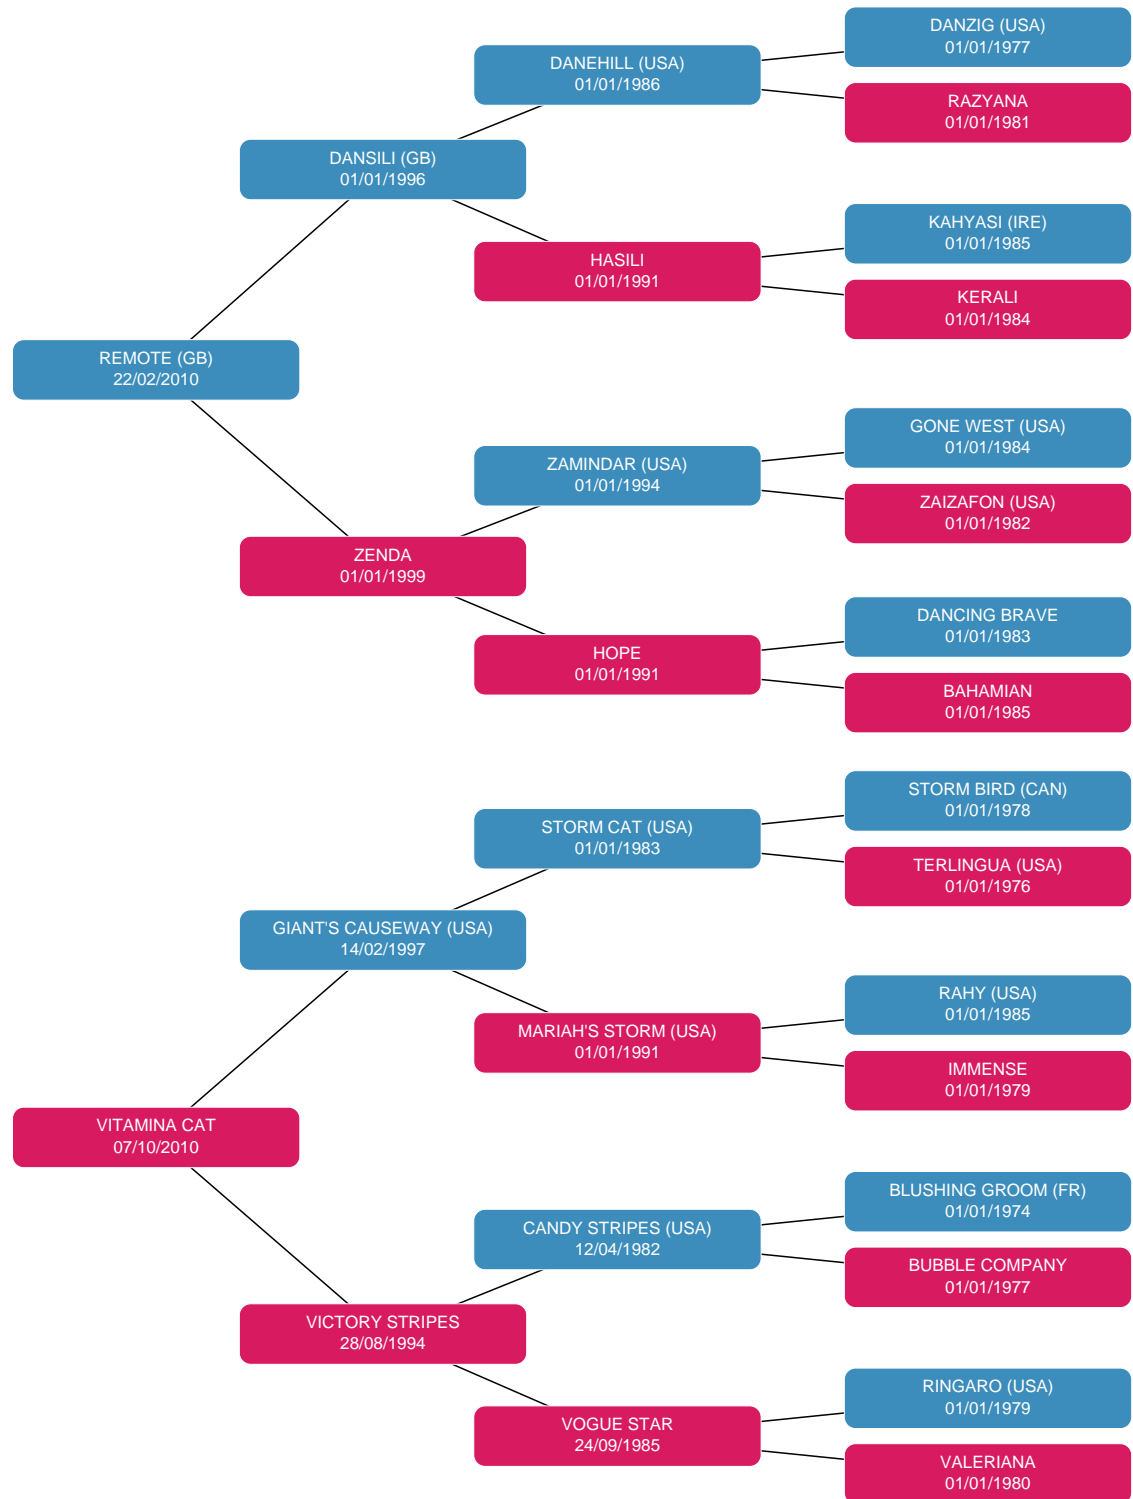 DANZIG (USA)
01/01/1977
DANEHILL (USA)
01/01/1986
RAZYANA
01/01/1981
DANSILI (GB)
01/01/1996
KAHYASI (IRE)
01/01/1985
HASILI
01/01/1991
KERALI
01/01/1984
REMOTE (GB)
22/02/2010
GONE WEST (USA)
01/01/1984
ZAMINDAR (USA)
01/01/1994
ZAIZAFON (USA)
01/01/1982
ZENDA
01/01/1999
DANCING BRAVE
01/01/1983
HOPE
01/01/1991
BAHAMIAN
01/01/1985
STORM BIRD (CAN)
01/01/1978
STORM CAT (USA)
01/01/1983
TERLINGUA (USA)
01/01/1976
GIANT'S CAUSEWAY (USA)
14/02/1997
RAHY (USA)
01/01/1985
MARIAH'S STORM (USA)
01/01/1991
IMMENSE
01/01/1979
VITAMINA CAT
07/10/2010
BLUSHING GROOM (FR)
01/01/1974
CANDY STRIPES (USA)
12/04/1982
BUBBLE COMPANY
01/01/1977
VICTORY STRIPES
28/08/1994
RINGARO (USA)
01/01/1979
VOGUE STAR
24/09/1985
VALERIANA
01/01/1980